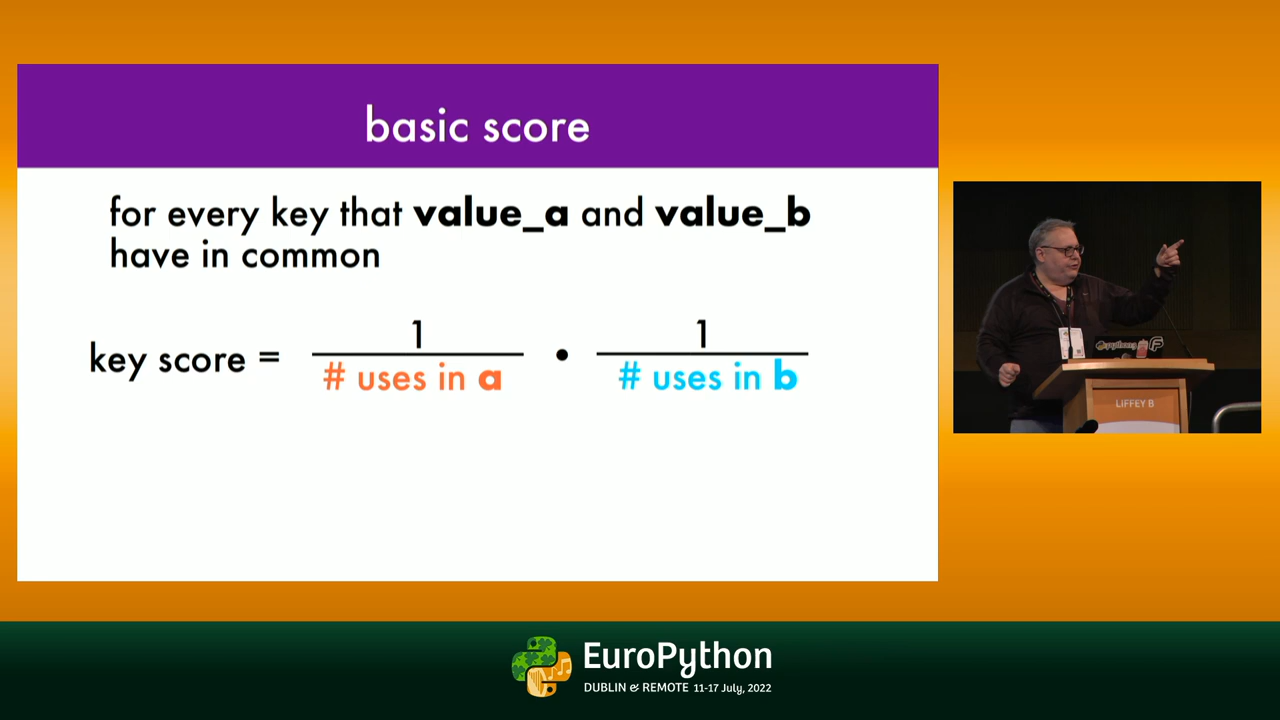 basic score
for every key that value_a and value_b
have in common
key score = 1 / # uses in a • 1 / # uses in b
LIFFEY B
EuroPython
DUBLIN & REMOTE 11-17 July, 2022